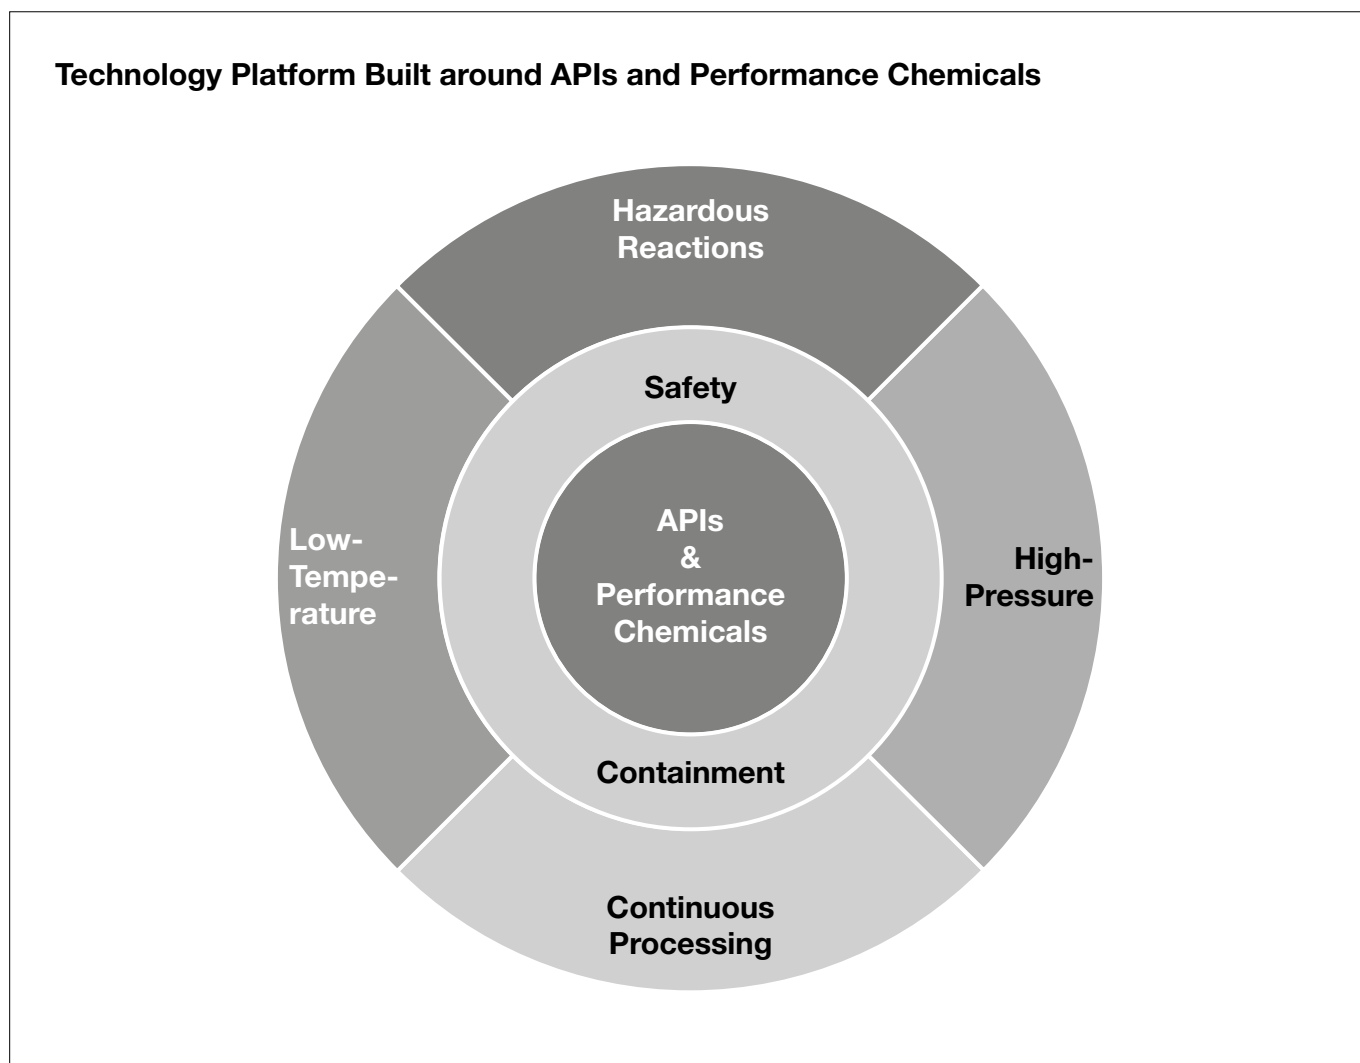 Technology Platform Built around APIs and Performance Chemicals
Hazardous
Reactions
Safety
APIs
&
Performance
Chemicals
Low-
Tempe-
rature
High-
Pressure
Containment
Continuous
Processing